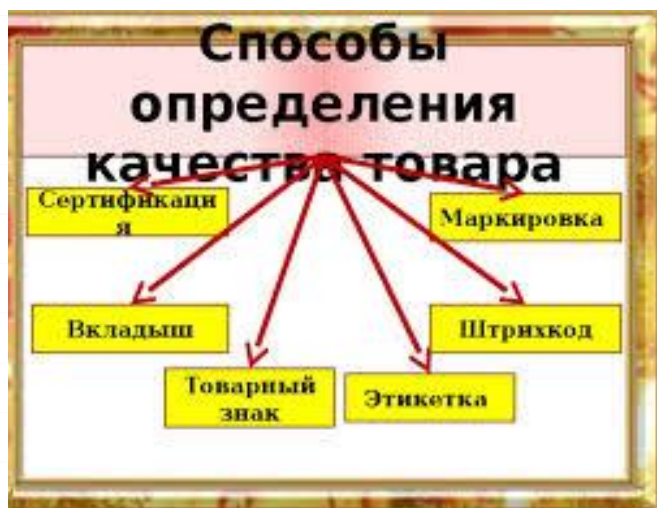 Способы
определения
качества товара
Сертификаци
я
Маркировка
Вкладыш
Штрихкод
Товарный
знак
Этикетка